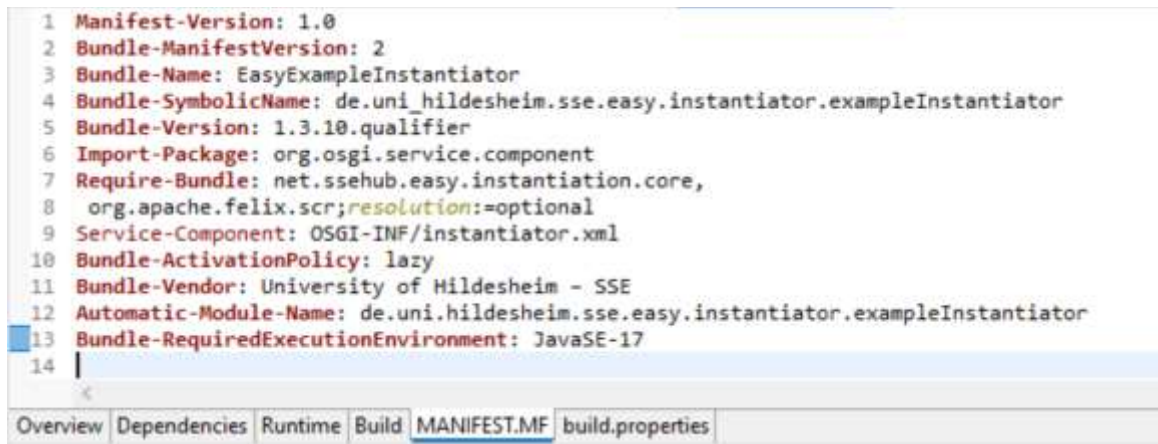 1 Manifest-Version: 1.0
2 Bundle-ManifestVersion: 2
3 Bundle-Name: EasyExampleInstantiator
4 Bundle-SymbolicName: de.uni_hildesheim.sse.easy.instantiator.exampleInstantiator
5 Bundle-Version: 1.3.10.qualifier
6 Import-Package: org.osgi.service.component
7 Require-Bundle: net.ssehub.easy.instantiation.core,
8 org.apache.felix.scr;resolution:=optional
9 Service-Component: OSGI-INF/instantiator.xml
10 Bundle-ActivationPolicy: lazy
11 Bundle-Vendor: University of Hildesheim – SSE
12 Automatic-Module-Name: de.uni.hildesheim.sse.easy.instantiator.exampleInstantiator
13 Bundle-RequiredExecutionEnvironment: JavaSE-17
14
Overview Dependencies Runtime Build MANIFEST.MF build.properties